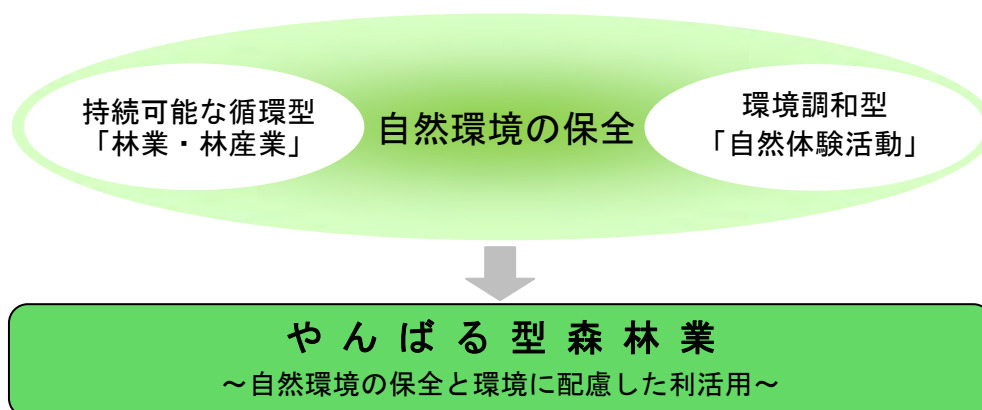 持続可能な循環型
「林業・林産業」
自然環境の保全
環境調和型
「自然体験活動」
やんばる型森林業
～自然環境の保全と環境に配慮した利活用～